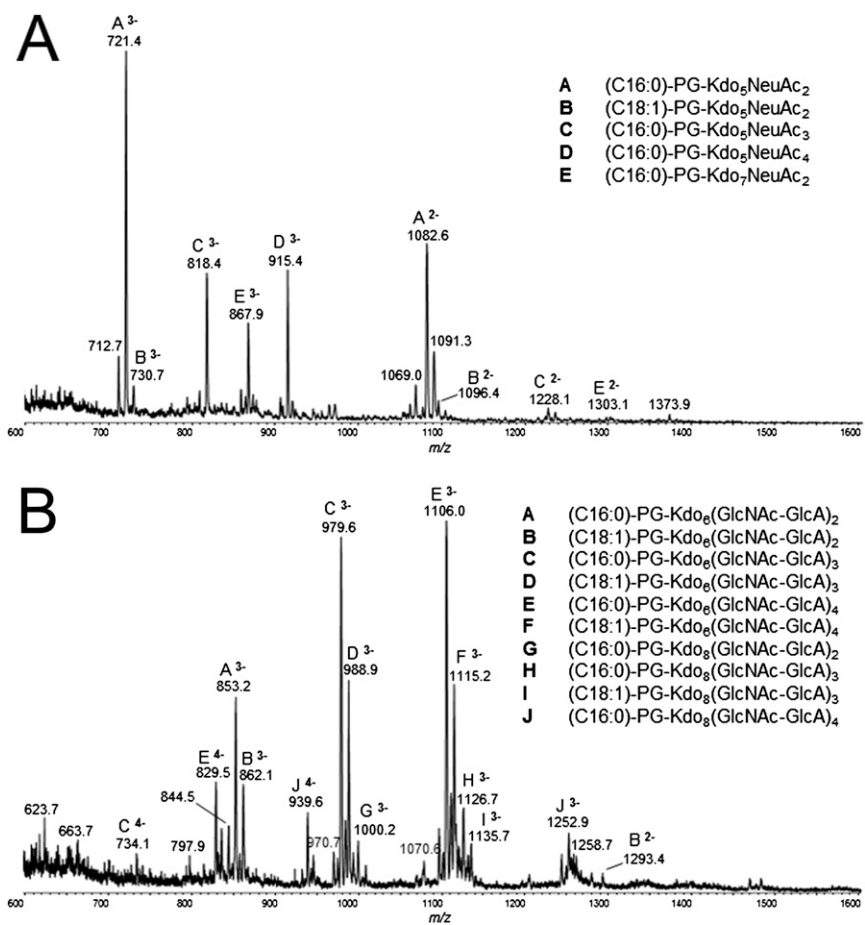 A
A 3-
721.4
A (C16:0)-PG-Kdo5NeuAc2
B (C18:1)-PG-Kdo5NeuAc2
C (C16:0)-PG-Kdo5NeuAc3
D (C16:0)-PG-Kdo5NeuAc4
E (C16:0)-PG-Kdo7NeuAc2
A 2-
1082.6
C 3-
818.4
D 3-
915.4
E 3-
867.9
712.7
B 3-
730.7
1091.3
1069.0
B 2-
1096.4
C 2-
1228.1
E 2-
1303.1
1373.9
600 700 800 900 1000 1100 1200 1300 1400 1500 1600
m/z
B
E 3-
1106.0
C 3-
979.6
A (C16:0)-PG-Kdo6(GlcNAc-GlcA)2
B (C18:1)-PG-Kdo6(GlcNAc-GlcA)2
C (C16:0)-PG-Kdo6(GlcNAc-GlcA)3
D (C18:1)-PG-Kdo6(GlcNAc-GlcA)3
E (C16:0)-PG-Kdo6(GlcNAc-GlcA)4
F (C18:1)-PG-Kdo6(GlcNAc-GlcA)4
G (C16:0)-PG-Kdo8(GlcNAc-GlcA)2
H (C16:0)-PG-Kdo8(GlcNAc-GlcA)3
I (C18:1)-PG-Kdo8(GlcNAc-GlcA)3
J (C16:0)-PG-Kdo8(GlcNAc-GlcA)4
D 3-
988.9
F 3-
1115.2
A 3-
853.2
E 4-
829.5
B 3-
862.1
844.5
J 4-
939.6
G 3-
1000.2
H 3-
1126.7
I 3-
1135.7
J 3-
1252.9
1258.7
B 2-
1293.4
623.7
663.7
C 4-
734.1
797.9
970.7
1070.6
600 700 800 900 1000 1100 1200 1300 1400 1500 1600
m/z